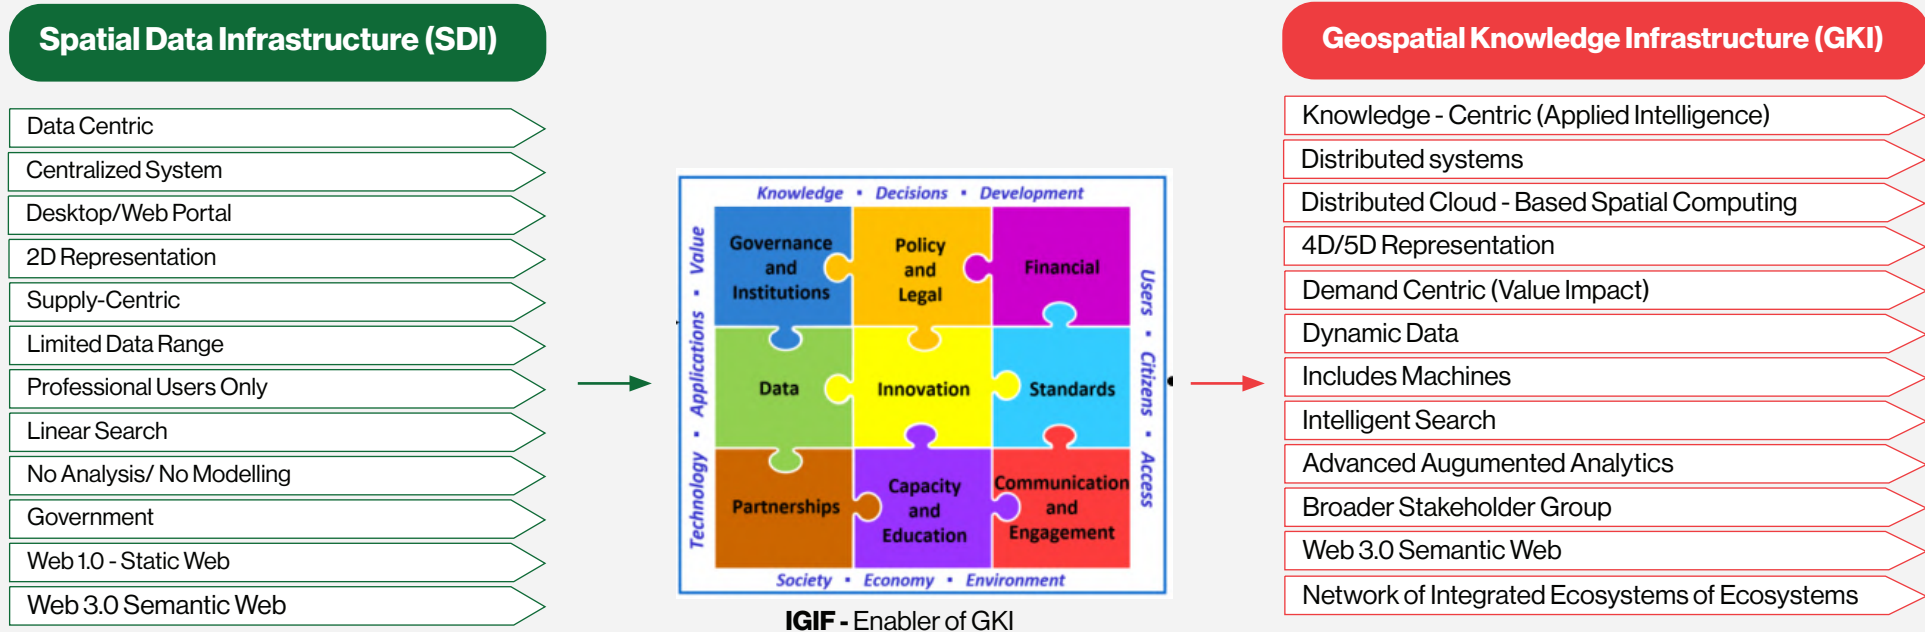 Spatial Data Infrastructure (SDI)
Data Centric
Centralized System
Desktop/Web Portal
2D Representation
Supply-Centric
Limited Data Range
Professional Users Only
Linear Search
No Analysis/ No Modelling
Government
Web 1.0 - Static Web
Web 3.0 Semantic Web
Knowledge ▪ Decisions ▪ Development
Technology ▪ Applications ▪ Value
Governance
and
Institutions
Policy
and
Legal
Financial
Data
Innovation
Standards
Partnerships
Capacity
and
Education
Communication
and
Engagement
Users ▪ Citizens ▪ Access
Society ▪ Economy ▪ Environment
IGIF - Enabler of GKI
Geospatial Knowledge Infrastructure (GKI)
Knowledge - Centric (Applied Intelligence)
Distributed systems
Distributed Cloud - Based Spatial Computing
4D/5D Representation
Demand Centric (Value Impact)
Dynamic Data
Includes Machines
Intelligent Search
Advanced Augumented Analytics
Broader Stakeholder Group
Web 3.0 Semantic Web
Network of Integrated Ecosystems of Ecosystems